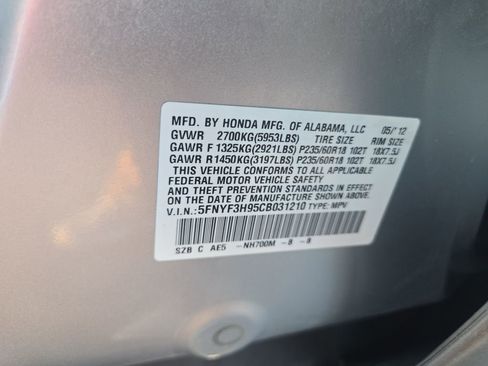 MFD. BY HONDA MFG. OF ALABAMA, LLC 05/'12
GVWR 2700KG(5953LBS) TIRE SIZE RIM SIZE
GAWR F 1325KG(2921LBS) P235/60R18 102T 18X7.5J
GAWR R1450KG(3197LBS) P235/60R18 102T 18X7.5J
THIS VEHICLE CONFORMS TO ALL APPLICABLE
FEDERAL MOTOR VEHICLE SAFETY
AND THEFT PREVENTION STANDARDS IN EFFECT
ON THE DATE OF MANUFACTURE SHOWN ABOVE.
V.I.N.:5FNYF3H95CB031210 TYPE:MPV
SZB C AE5 -NH700M -B -B